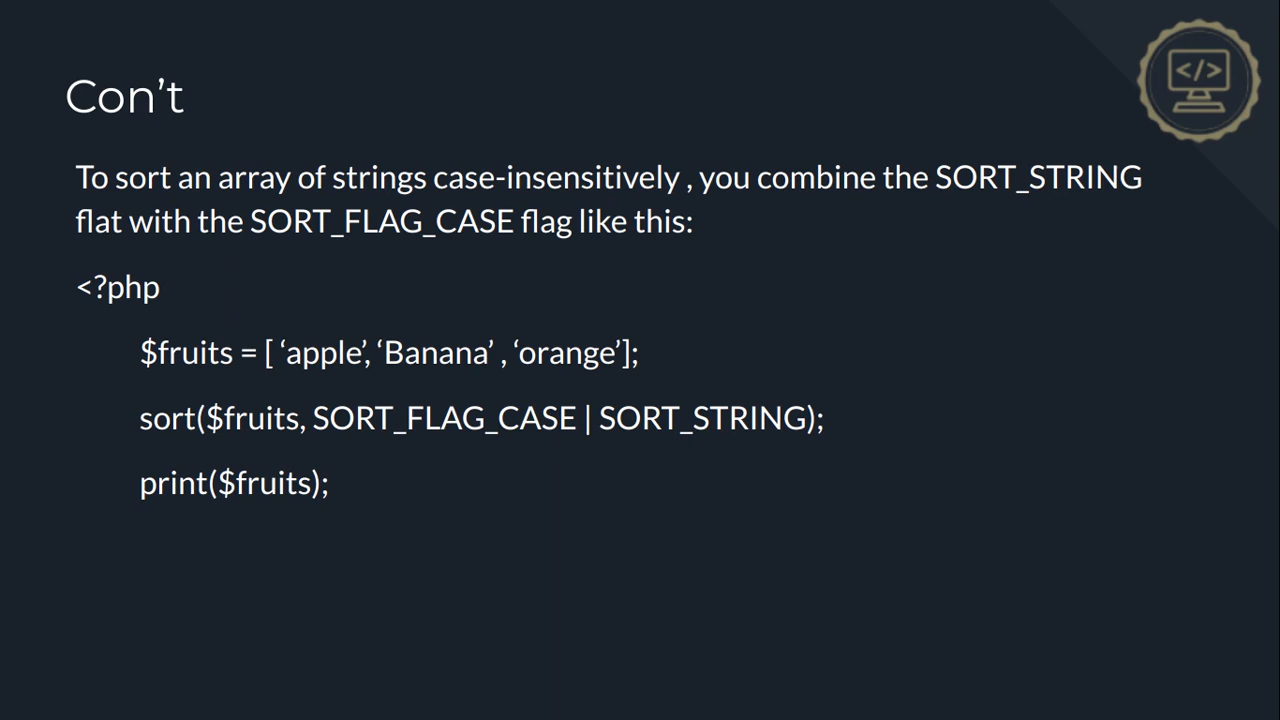 </>
Con’t
To sort an array of strings case-insensitively , you combine the SORT_STRING
flat with the SORT_FLAG_CASE flag like this:
<?php
$fruits = [ ‘apple’, ‘Banana’ , ‘orange’];
sort($fruits, SORT_FLAG_CASE | SORT_STRING);
print($fruits);